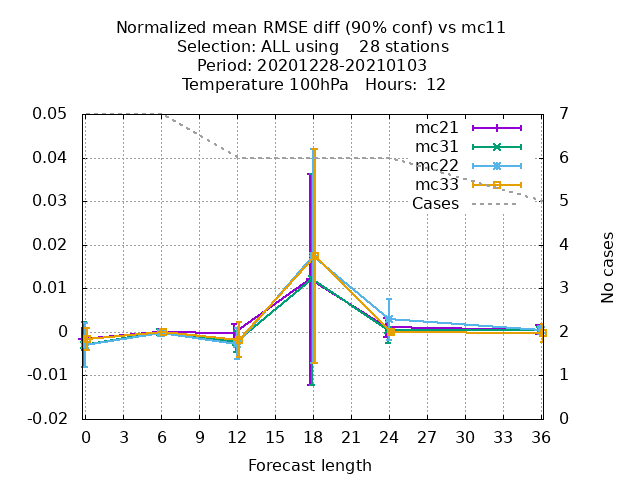 Normalized mean RMSE diff (90% conf) vs mc11
Selection: ALL using    28 stations
Period: 20201228-20210103
Temperature 100hPa   Hours:  12
0.05
0.04
0.03
0.02
0.01
0
-0.01
-0.02
7
6
5
4
3
2
1
0
No cases
mc21
mc31
mc22
mc33
Cases
0 3 6 9 12 15 18 21 24 27 30 33 36
Forecast length